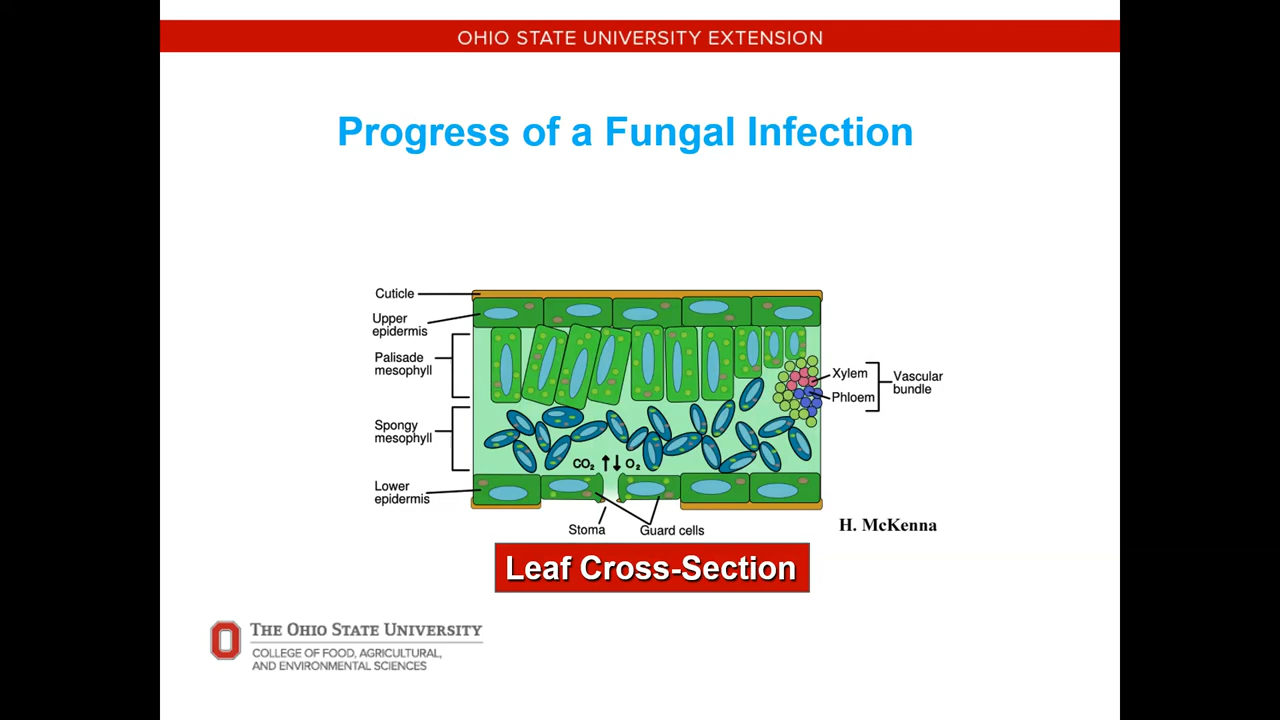 OHIO STATE UNIVERSITY EXTENSION
Progress of a Fungal Infection
Cuticle
Upper
epidermis
Palisade
mesophyll
Xylem
Phloem
Vascular
bundle
Spongy
mesophyll
CO2
O2
Lower
epidermis
Stoma
Guard cells
H. McKenna
Leaf Cross-Section
THE OHIO STATE UNIVERSITY
COLLEGE OF FOOD, AGRICULTURAL,
AND ENVIRONMENTAL SCIENCES